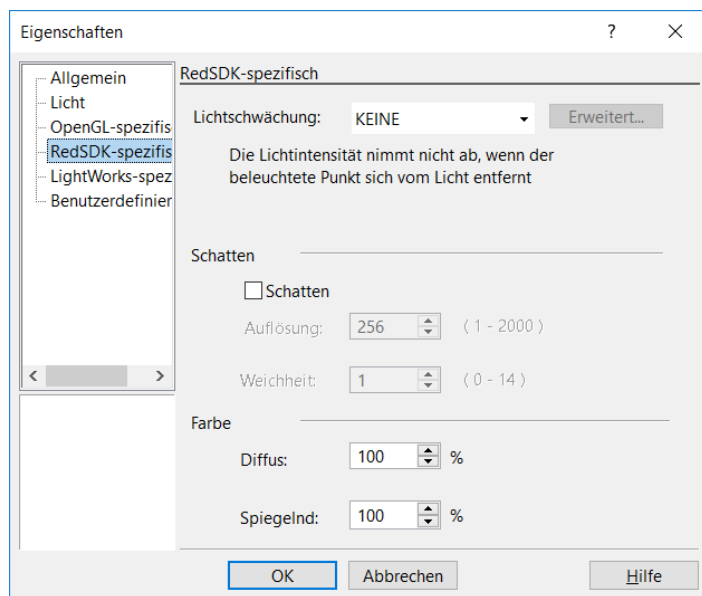 Eigenschaften
Allgemein
Licht
OpenGL-spezifis
RedSDK-spezifis
LightWorks-spez
Benutzerdefinier
RedSDK-spezifisch
Lichtschwächung: KEINE Erweitert...
Die Lichtintensität nimmt nicht ab, wenn der
beleuchtete Punkt sich vom Licht entfernt
Schatten
Schatten
Auflösung: 256 ( 1 - 2000 )
Weichheit: 1 ( 0 - 14 )
Farbe
Diffus: 100 %
Spiegelnd: 100 %
OK Abbrechen Hilfe